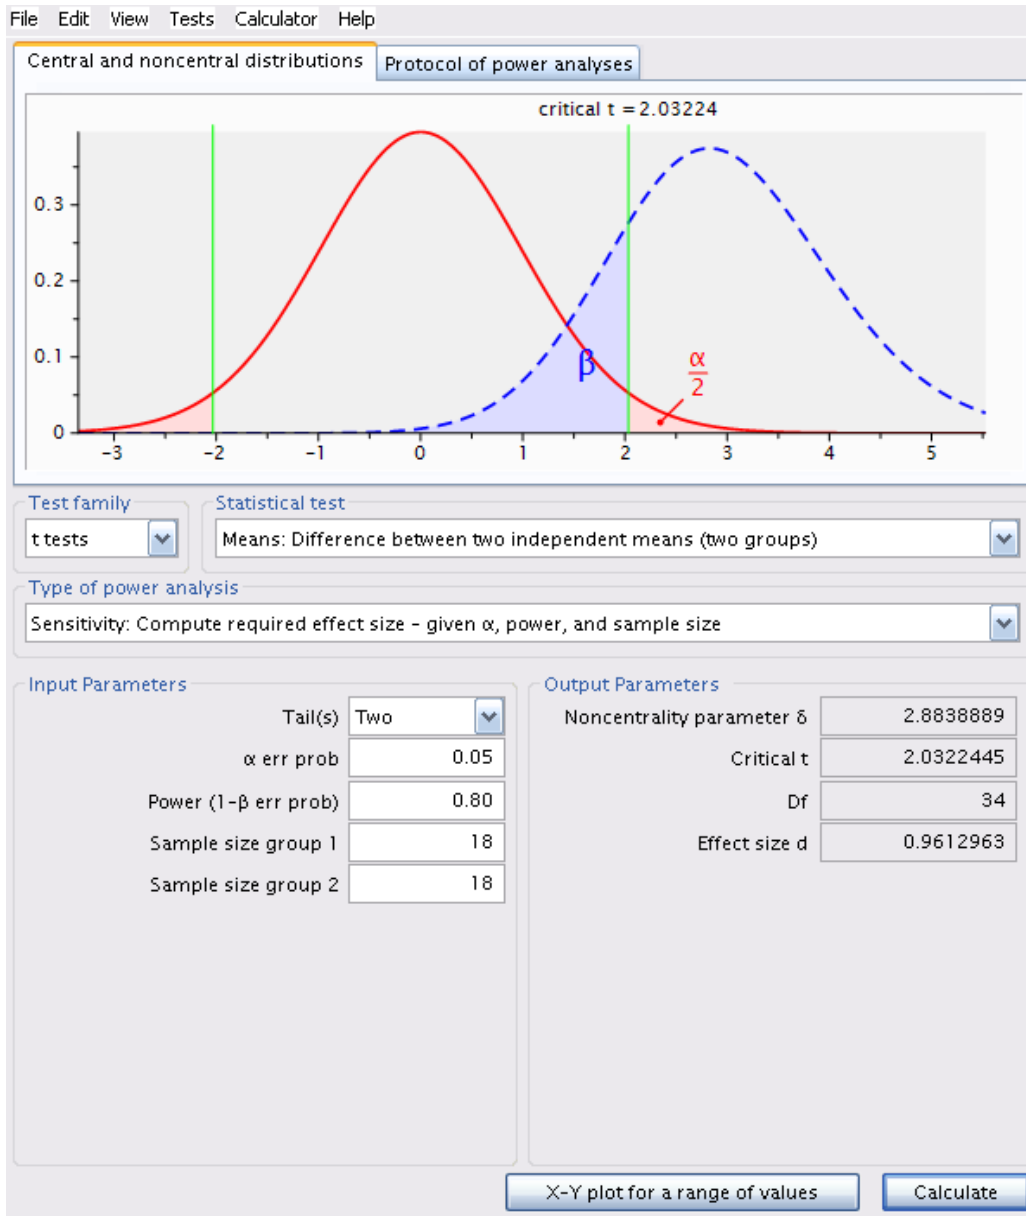 File Edit View Tests Calculator Help
Central and noncentral distributions Protocol of power analyses
critical t = 2.03224
0.3
0.2
0.1
0
β
α
2
-3 -2 -1 0 1 2 3 4 5
Test family Statistical test
t tests Means: Difference between two independent means (two groups)
Type of power analysis
Sensitivity: Compute required effect size – given α, power, and sample size
Input Parameters Output Parameters
Tail(s) Two Noncentrality parameter δ 2.8838889
α err prob 0.05 Critical t 2.0322445
Power (1-β err prob) 0.80 Df 34
Sample size group 1 18 Effect size d 0.9612963
Sample size group 2 18
X-Y plot for a range of values Calculate